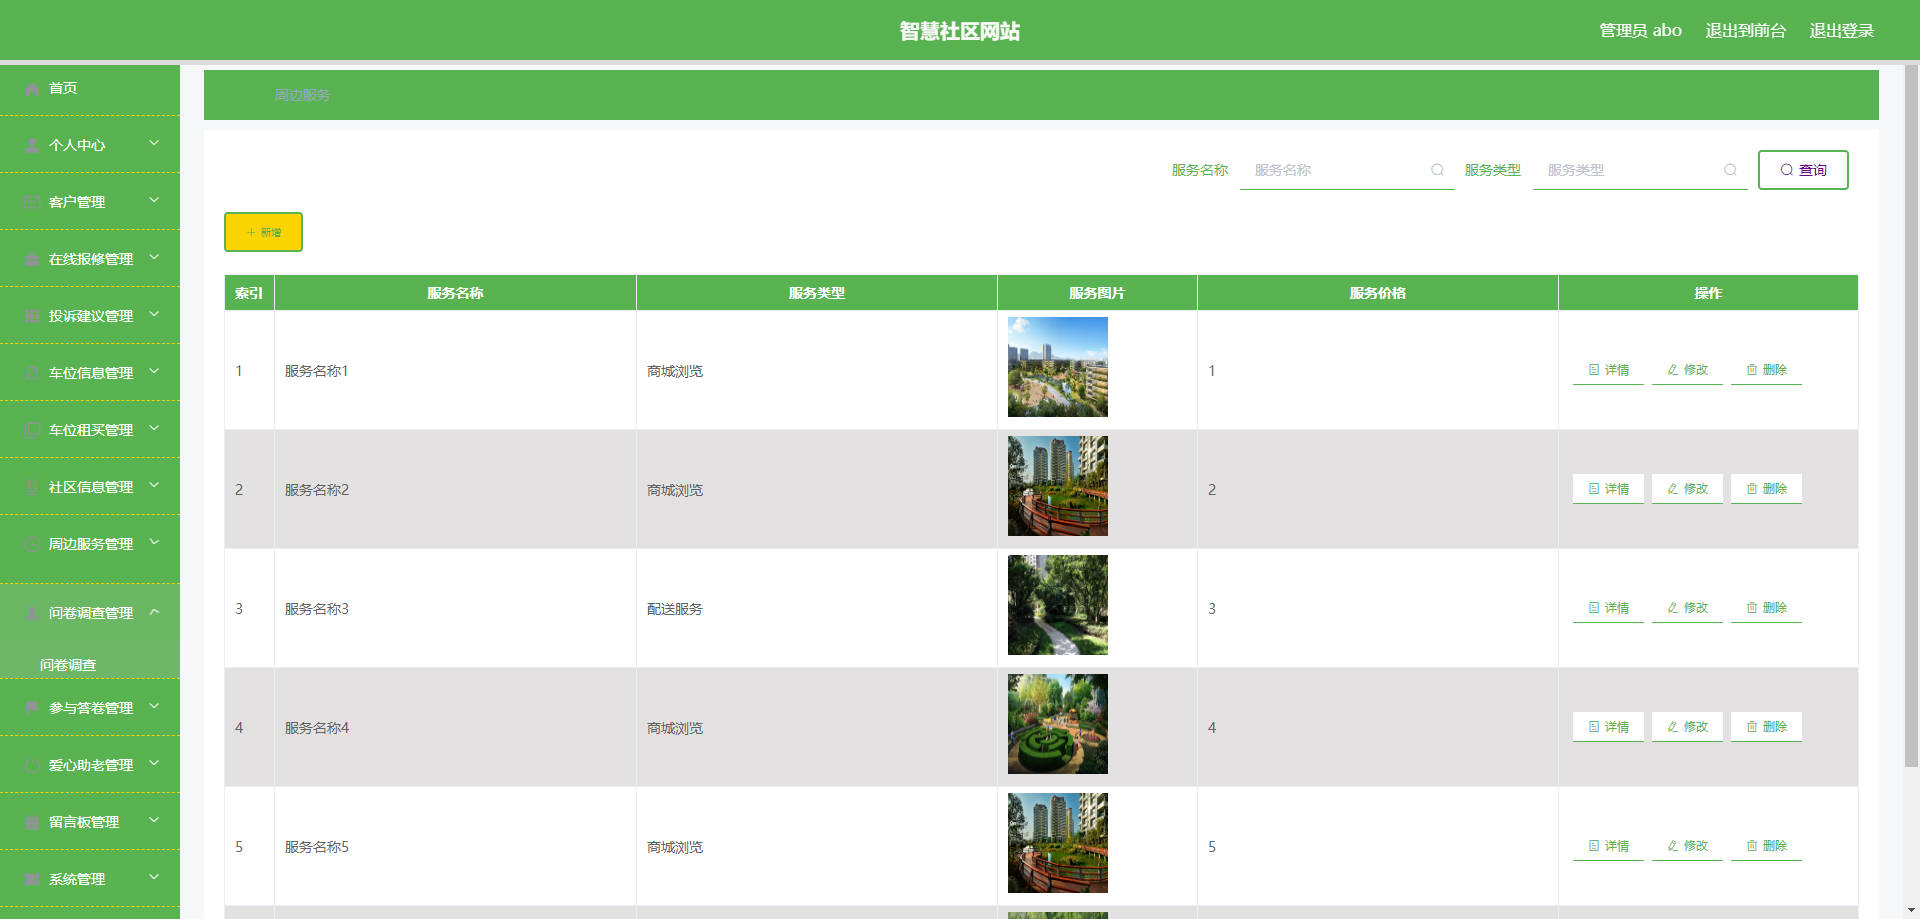 智慧社区网站
管理员 abo 退出到前台 退出登录
首页
个人中心
客户管理
在线报修管理
投诉建议管理
车位信息管理
车位租买管理
社区信息管理
周边服务管理
问卷调查管理
问卷调查
参与答卷管理
爱心助老管理
留言板管理
系统管理
周边服务
服务名称 服务名称 服务类型 服务类型 查询
新增
索引 服务名称 服务类型 服务图片 服务价格 操作
1 服务名称1 商城浏览 1 详情 修改 删除
2 服务名称2 商城浏览 2 详情 修改 删除
3 服务名称3 配送服务 3 详情 修改 删除
4 服务名称4 商城浏览 4 详情 修改 删除
5 服务名称5 商城浏览 5 详情 修改 删除